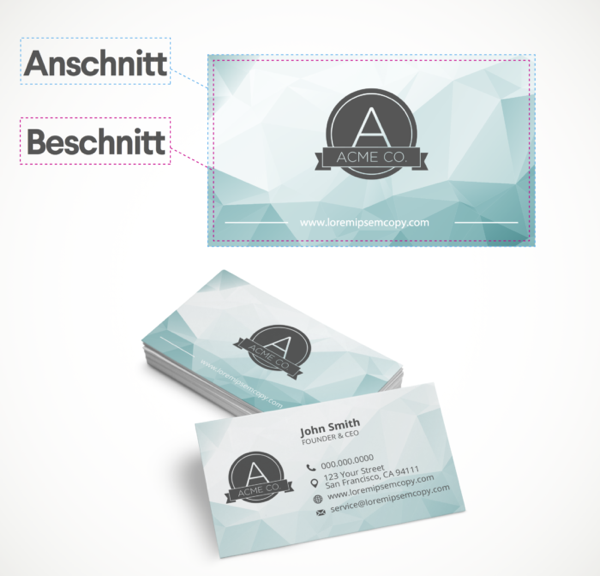 Anschnitt
Beschnitt
A
ACME CO.
www.loremipsemcopy.com
A
ACME CO.
www.loremipsemcopy.com
John Smith
FOUNDER & CEO
A
ACME CO.
000.000.0000
123 Your Street
San Francisco, CA 94111
www.loremipsemcopy.com
service@loremipsemcopy.com